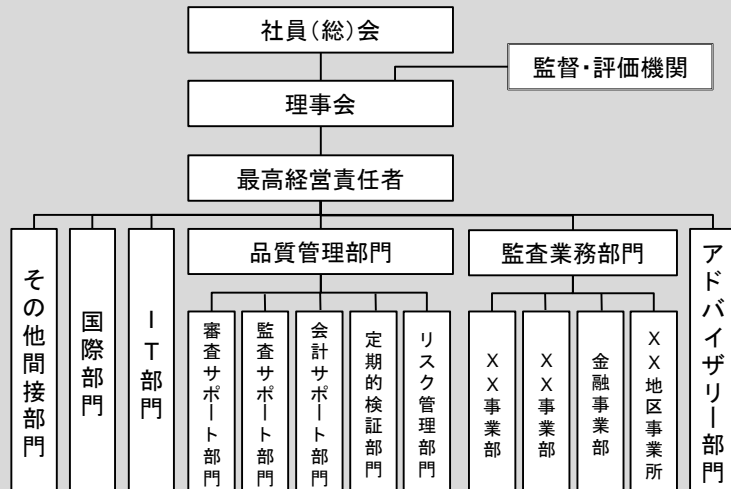 社員（総）会
監督・評価機関
理事会
最高経営責任者
その他間接部門
国際部門
ＩＴ部門
品質管理部門
審査サポート部門
監査サポート部門
会計サポート部門
定期的検証部門
リスク管理部門
監査業務部門
ＸＸ事業部
ＸＸ事業部
金融事業部
ＸＸ地区事業所
アドバイザリー部門